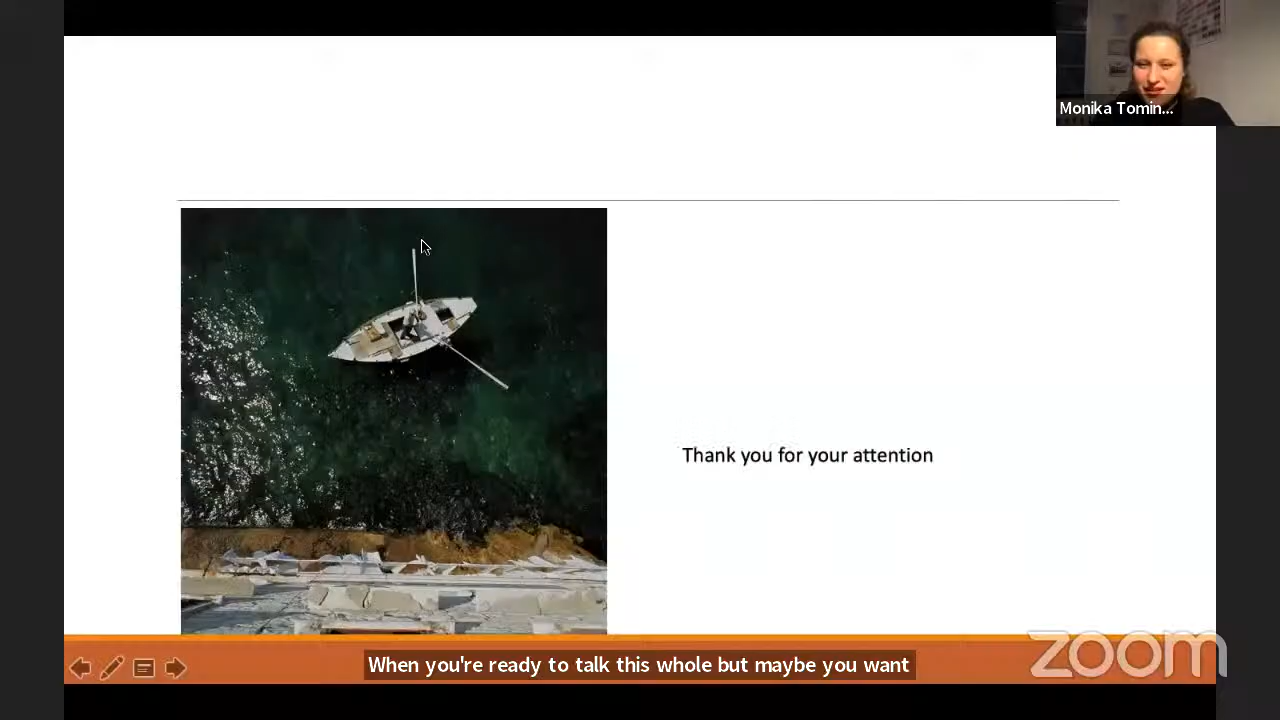 Monika Tomin...
Thank you for your attention
When you're ready to talk this whole but maybe you want
zoom